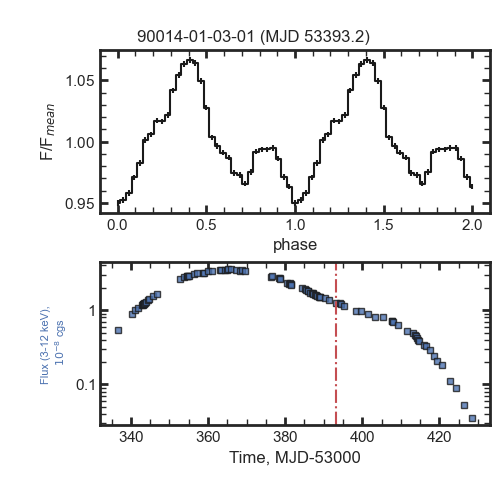 90014-01-03-01 (MJD 53393.2)
1.05
1.00
0.95
F/Fmean
0.0 0.5 1.0 1.5 2.0
phase
1
0.1
Flux (3-12 keV),
10⁻⁸ cgs
340 360 380 400 420
Time, MJD-53000